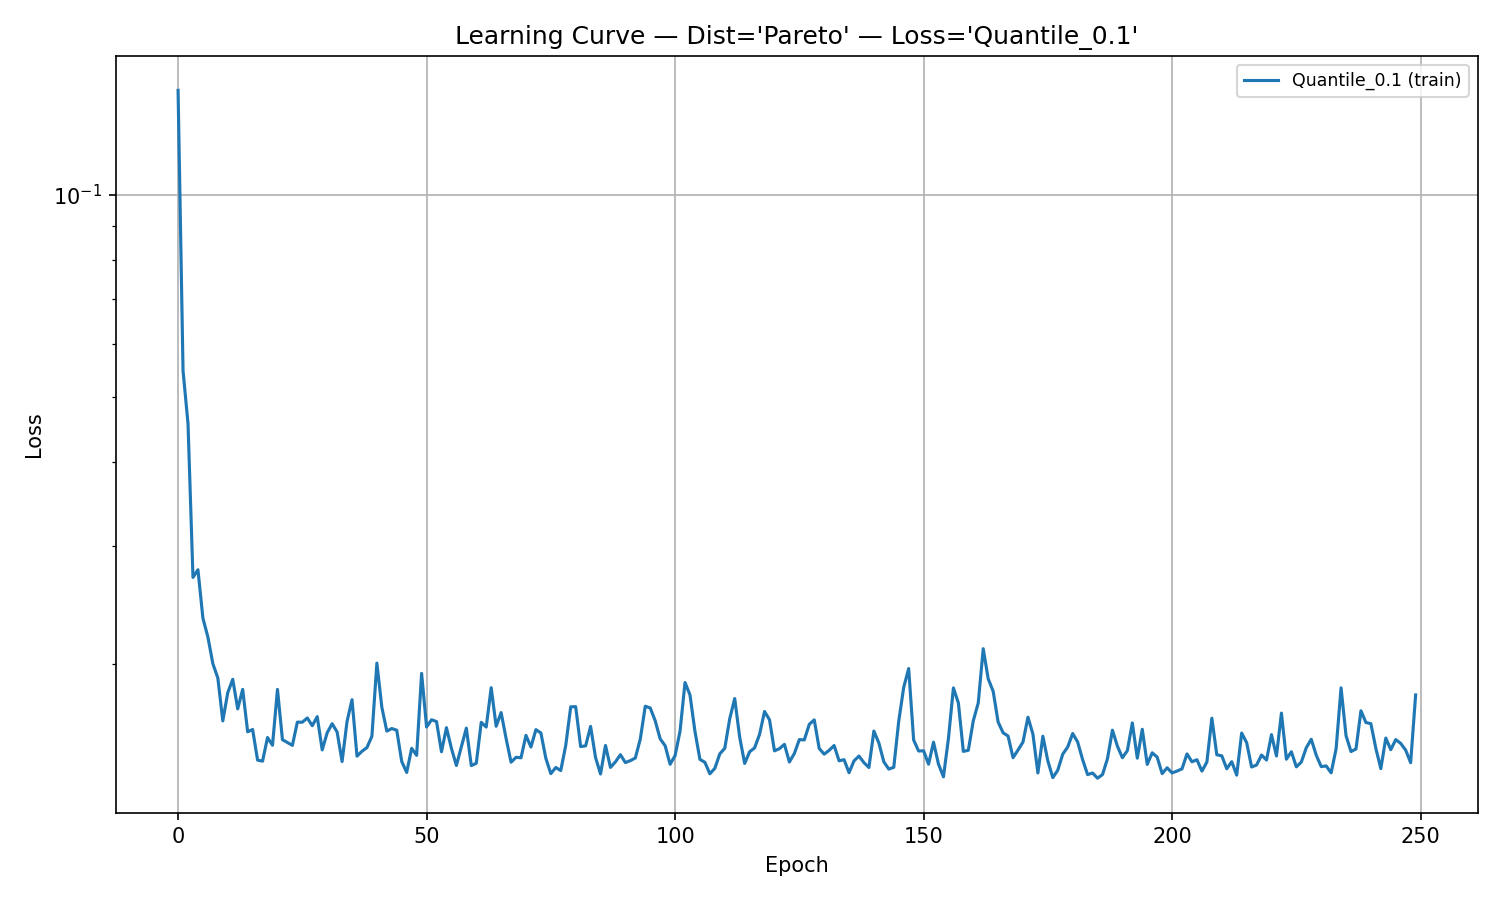 Learning Curve — Dist='Pareto' — Loss='Quantile_0.1'
Quantile_0.1 (train)
10⁻¹
Loss
0 50 100 150 200 250
Epoch